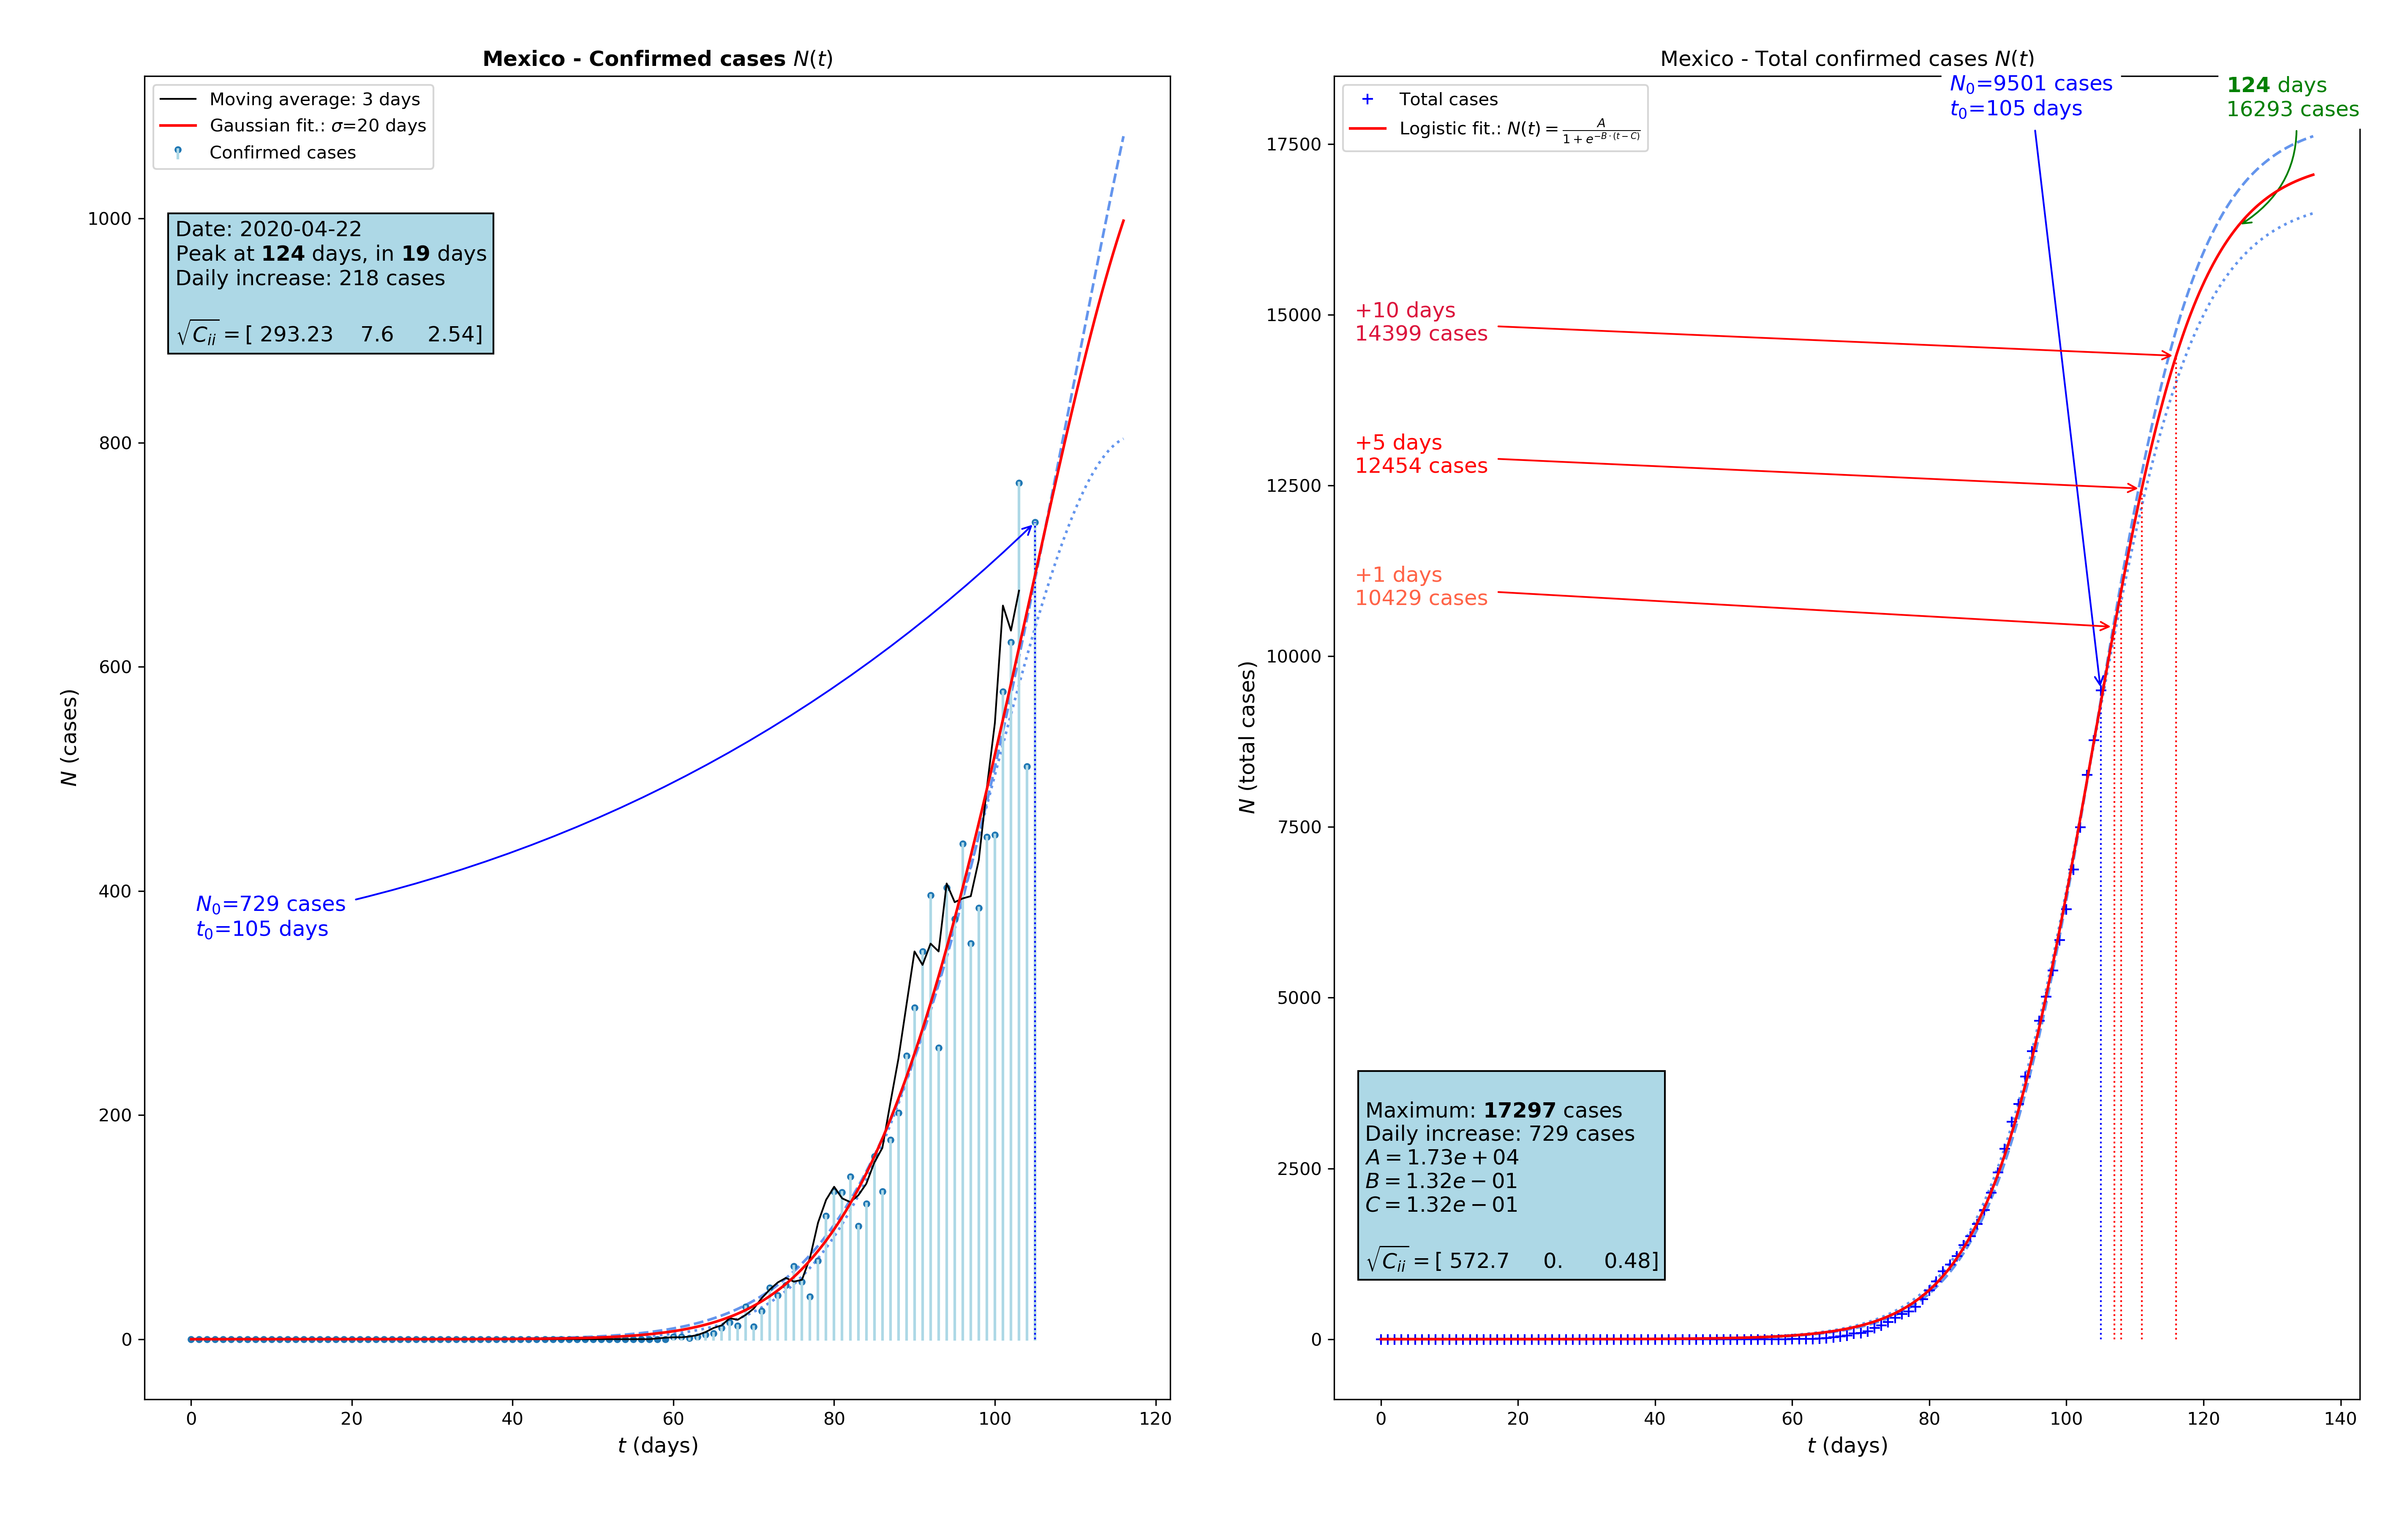 Mexico - Confirmed cases N(t)
Moving average: 3 days
Gaussian fit.: σ=20 days
Confirmed cases
Date: 2020-04-22
Peak at 124 days, in 19 days
Daily increase: 218 cases
√C_ii = [ 293.23 7.6 2.54]
N_0=729 cases
t_0=105 days
N (cases)
1000
800
600
400
200
0
0 20 40 60 80 100 120
t (days)
Mexico - Total confirmed cases N(t)
Total cases
Logistic fit.: N(t) = A / (1 + e^{−B·(t−C)})
N_0=9501 cases
t_0=105 days
124 days
16293 cases
+10 days
14399 cases
+5 days
12454 cases
+1 days
10429 cases
Maximum: 17297 cases
Daily increase: 729 cases
A = 1.73e + 04
B = 1.32e − 01
C = 1.32e − 01
√C_ii = [ 572.7 0. 0.48]
N (total cases)
17500
15000
12500
10000
7500
5000
2500
0
0 20 40 60 80 100 120 140
t (days)